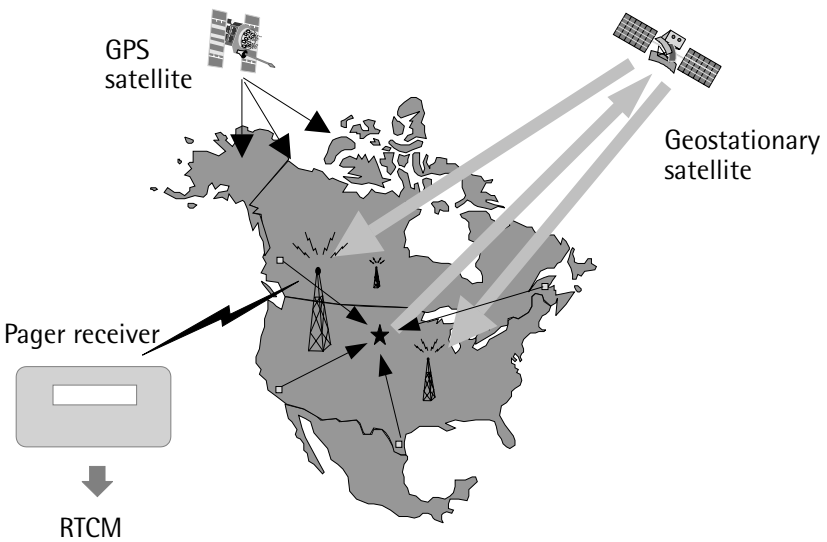 GPS
satellite
Geostationary
satellite
Pager receiver
RTCM